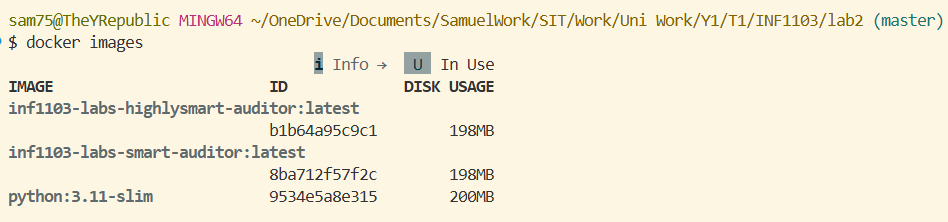 sam75@TheYRepublic MINGW64 ~/OneDrive/Documents/SamuelWork/SIT/Work/Uni Work/Y1/T1/INF1103/lab2 (master)
$ docker images
i Info → U In Use
IMAGE ID DISK USAGE
inf1103-labs-highlysmart-auditor:latest
b1b64a95c9c1 198MB
inf1103-labs-smart-auditor:latest
8ba712f57f2c 198MB
python:3.11-slim 9534e5a8e315 200MB